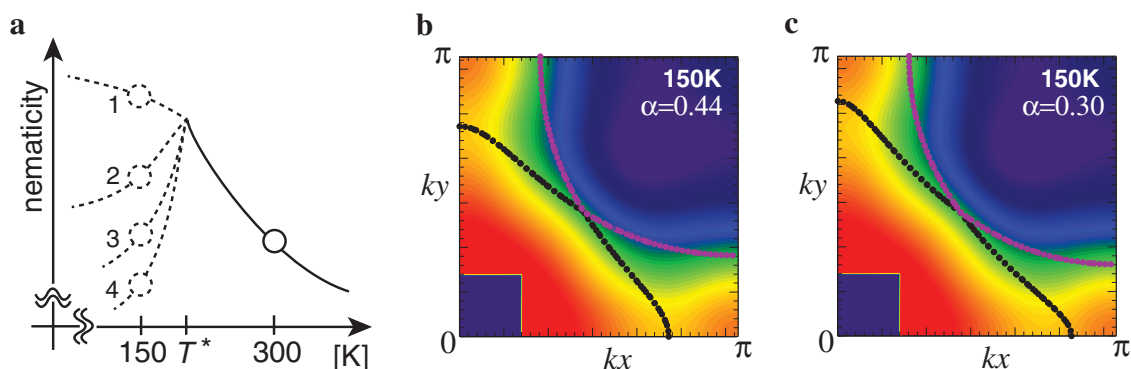 a
nematicity
1
2
3
4
150 T* 300 [K]
b
π
150K
α=0.44
ky
0
kx
π
c
π
150K
α=0.30
ky
0
kx
π